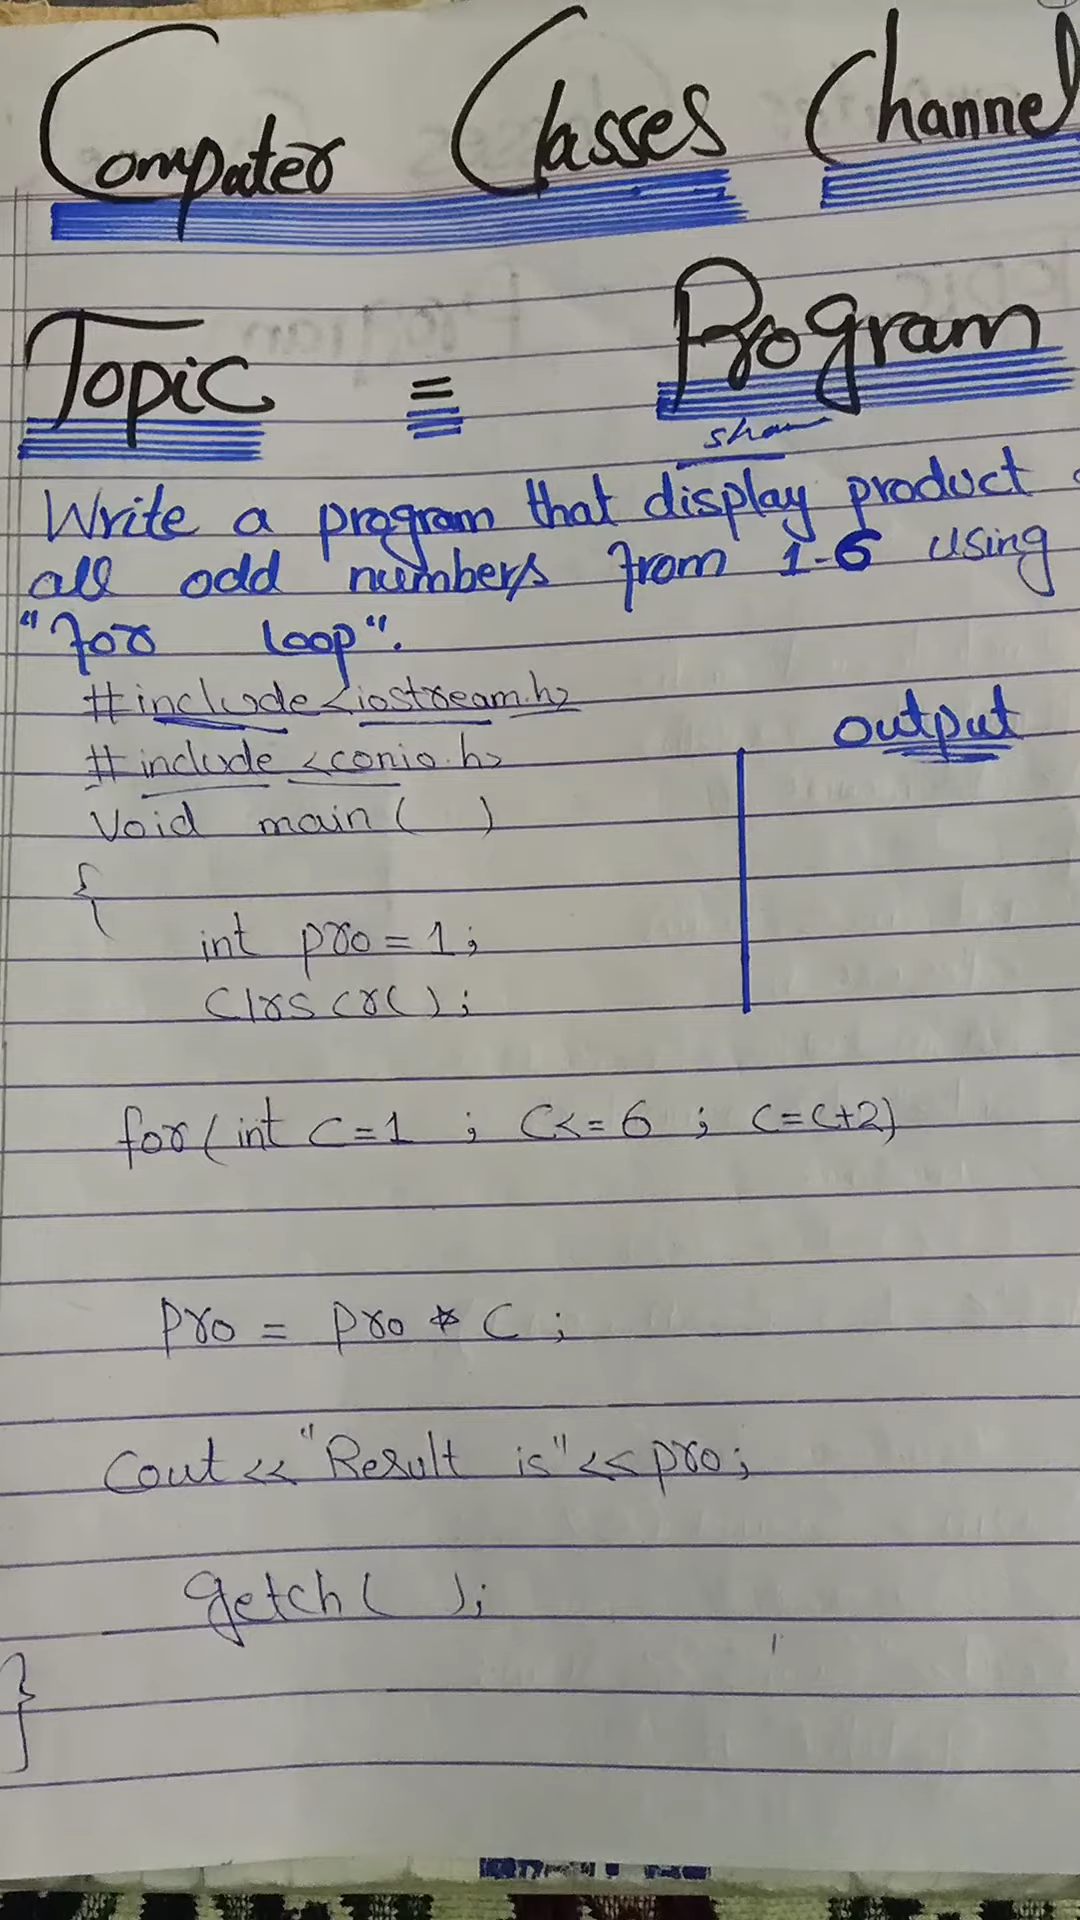 Computer Classes Channel
Topic = Program
show
Write a program that display product
all odd numbers from 1-6 using
"for loop".
#include<iostream.h>
output
#include <conio.h>
Void main( )
{
int pro=1;
Clrscr();
for(int C=1 ; C<=6 ; C=C+2)
pro = pro * C ;
Cout<<"Result is"<<pro;
getch( );
}